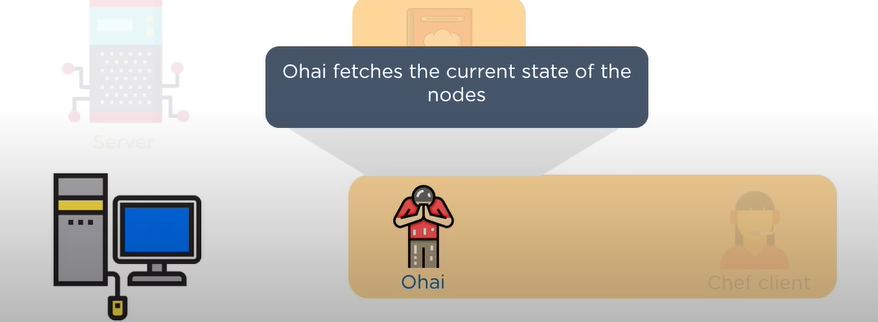 Ohai fetches the current state of the
nodes
Server
Ohai
Chef client